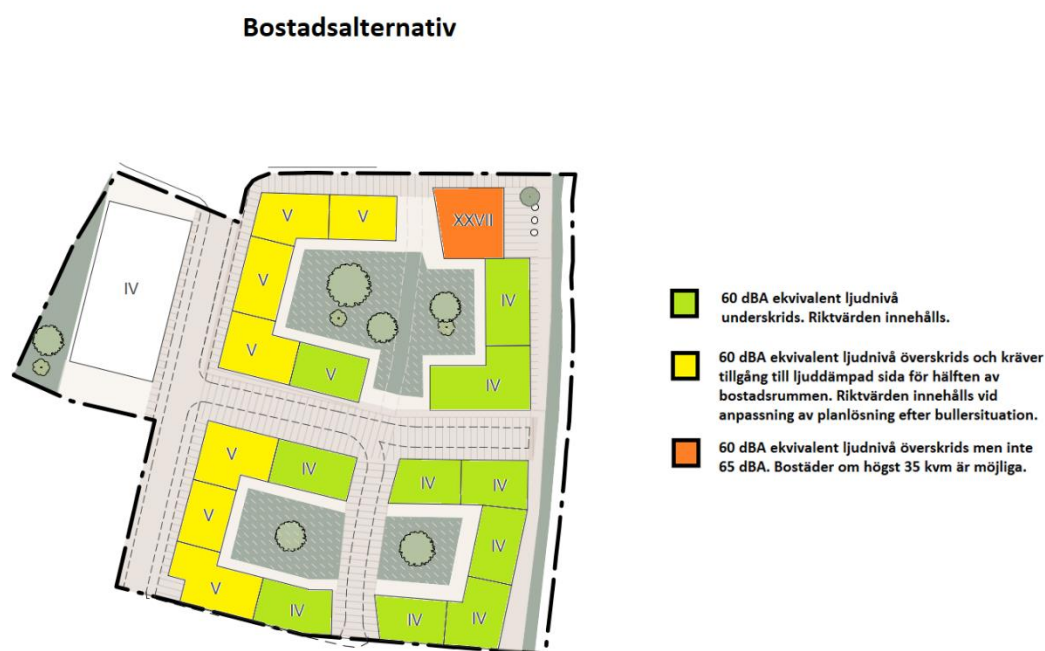 Bostadsalternativ
V
V
XXVII
V
IV
IV
V
V
IV
V
IV
IV
IV
V
IV
V
IV
IV
IV
IV
60 dBA ekvivalent ljudnivå
underskrids. Riktvärden innehålls.
60 dBA ekvivalent ljudnivå överskrids och kräver
tillgång till ljuddämpad sida för hälften av
bostadsrummen. Riktvärden innehålls vid
anpassning av planlösning efter bullersituation.
60 dBA ekvivalent ljudnivå överskrids men inte
65 dBA. Bostäder om högst 35 kvm är möjliga.